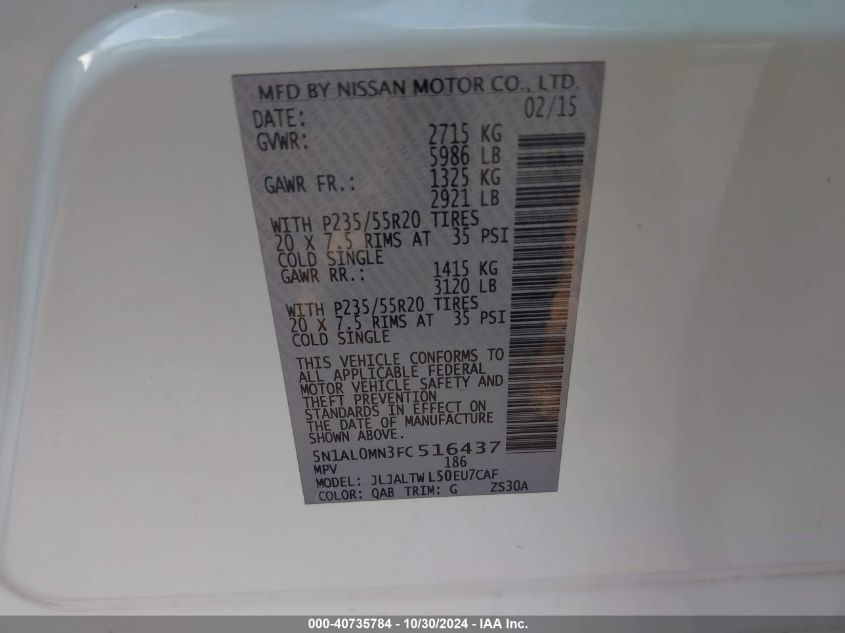 MFD BY NISSAN MOTOR CO., LTD.
DATE: 02/15
GVWR: 2715 KG
5986 LB
GAWR FR.: 1325 KG
2921 LB
WITH P235/55R20 TIRES
20 X 7.5 RIMS AT 35 PSI
COLD SINGLE
GAWR RR.: 1415 KG
3120 LB
WITH P235/55R20 TIRES
20 X 7.5 RIMS AT 35 PSI
COLD SINGLE
THIS VEHICLE CONFORMS TO
ALL APPLICABLE FEDERAL
MOTOR VEHICLE SAFETY AND
THEFT PREVENTION
STANDARDS IN EFFECT ON
THE DATE OF MANUFACTURE
SHOWN ABOVE.
5N1AL0MN3FC516437
MPV 186
MODEL: JLJALTWL50EU7CAF
COLOR: QAB TRIM: G ZS30A
000-40735784 - 10/30/2024 - IAA Inc.